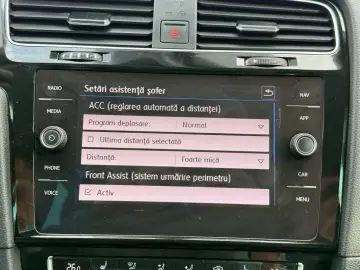 RADIO
MEDIA
PHONE
VOICE
Setări asistență șofer
ACC (reglarea automată a distanței)
Program deplasare: Normal
Ultima distanță selectată
Distanță: Foarte mică
Front Assist (sistem urmărire perimetru)
Activ
NAV
APP
CAR
MENU